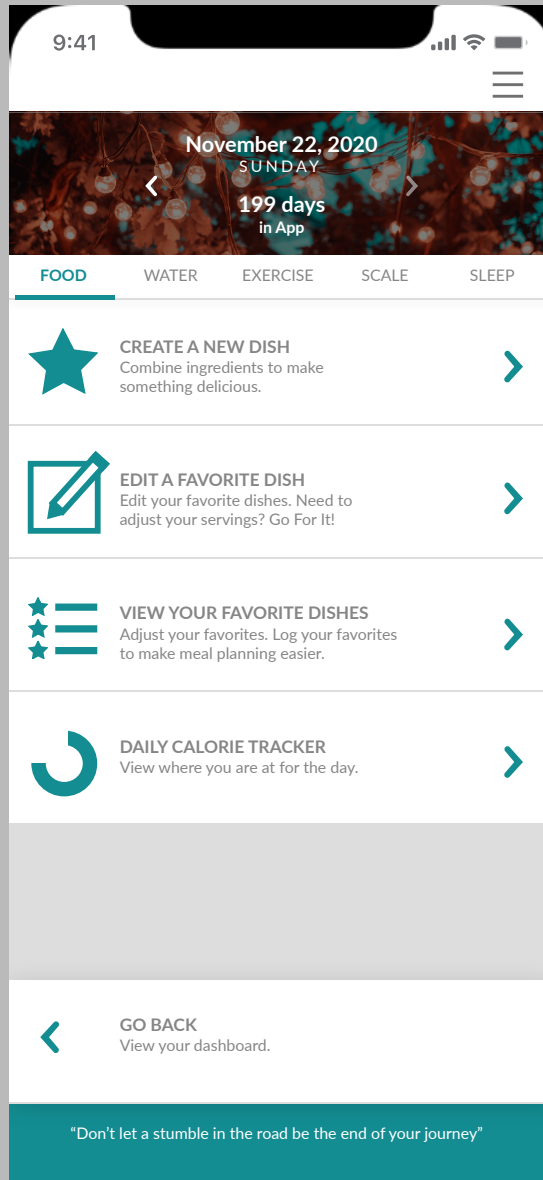 9:41
November 22, 2020
SUNDAY
199 days
in App
FOOD WATER EXERCISE SCALE SLEEP
CREATE A NEW DISH
Combine ingredients to make
something delicious.
EDIT A FAVORITE DISH
Edit your favorite dishes. Need to
adjust your servings? Go For It!
VIEW YOUR FAVORITE DISHES
Adjust your favorites. Log your favorites
to make meal planning easier.
DAILY CALORIE TRACKER
View where you are at for the day.
GO BACK
View your dashboard.
“Don’t let a stumble in the road be the end of your journey”